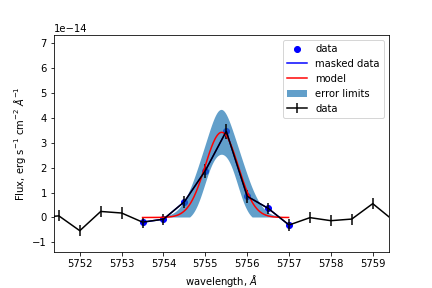 1e−14
7
6
5
4
3
2
1
0
−1
Flux, erg s⁻¹ cm⁻² Å⁻¹
data
masked data
model
error limits
data
5752 5753 5754 5755 5756 5757 5758 5759
wavelength, Å